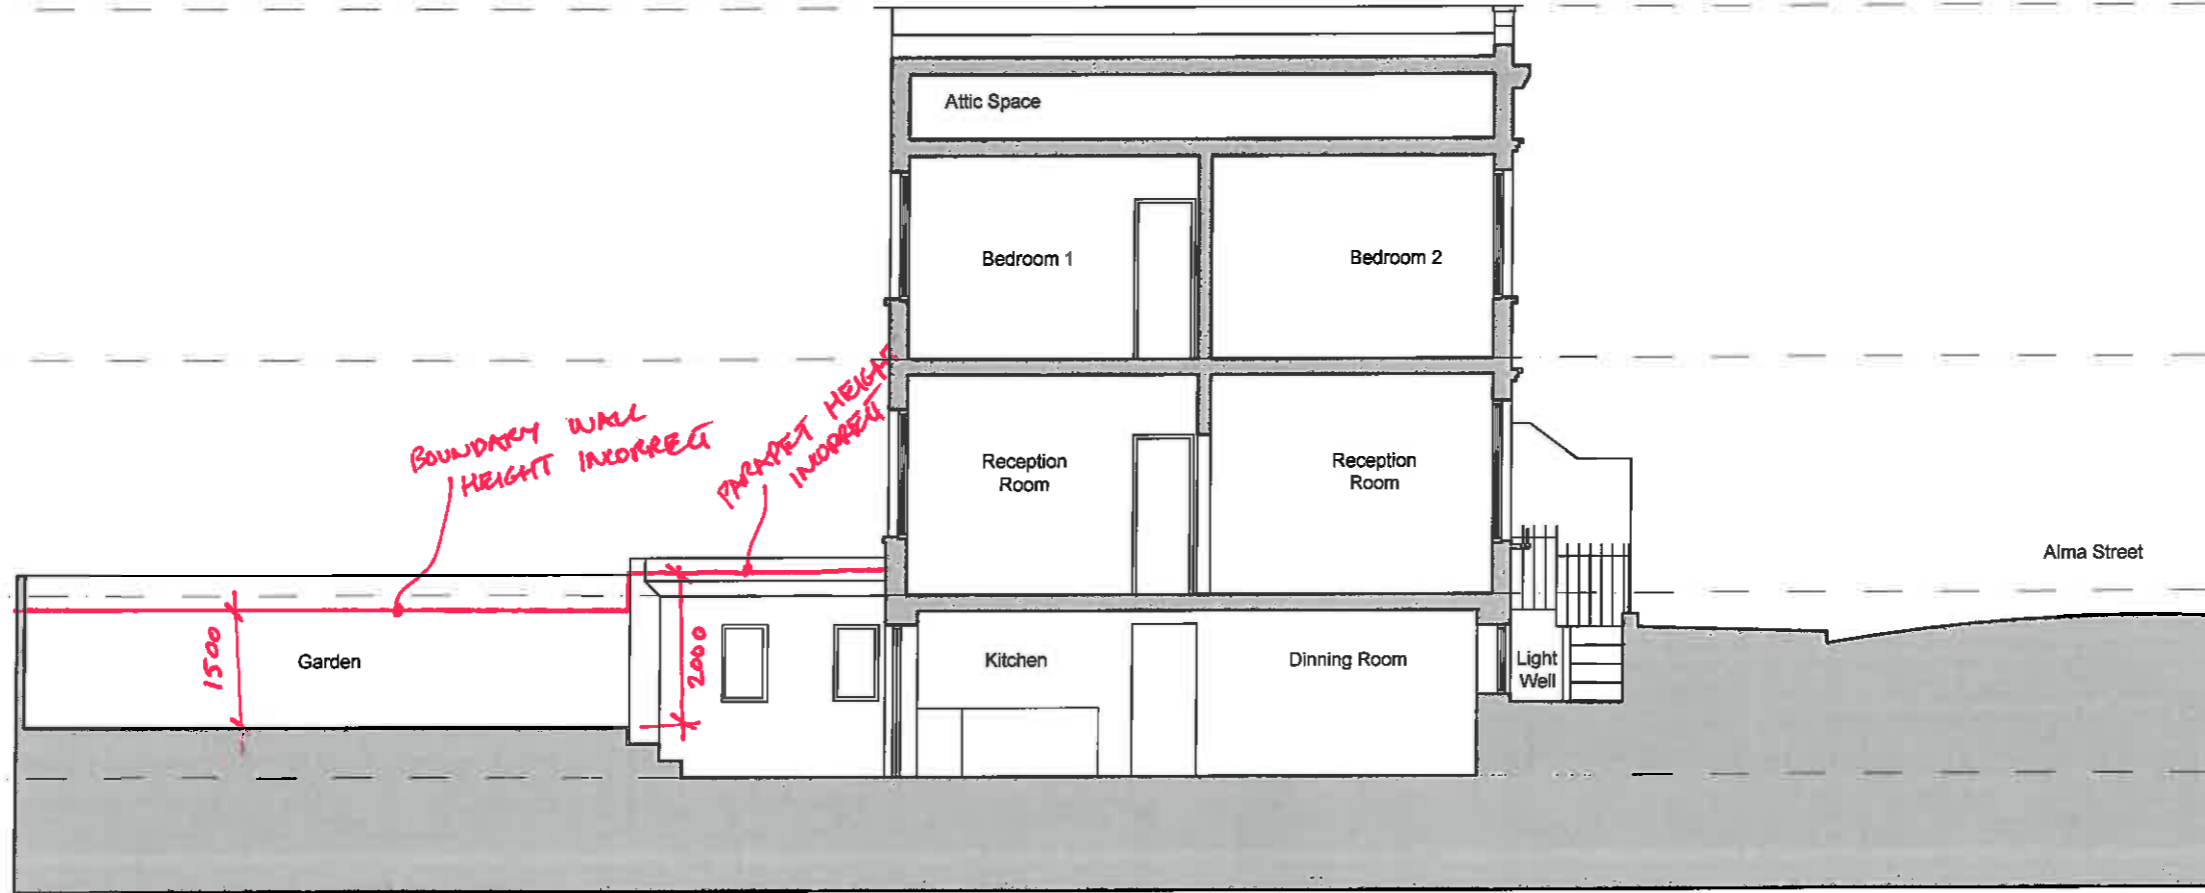 Attic Space
Bedroom 1
Bedroom 2
BOUNDARY WALL
HEIGHT INCORRECT
PARAPET HEIGHT
INCORRECT
Reception
Room
Reception
Room
Alma Street
1500
Garden
2000
Kitchen
Dinning Room
Light
Well